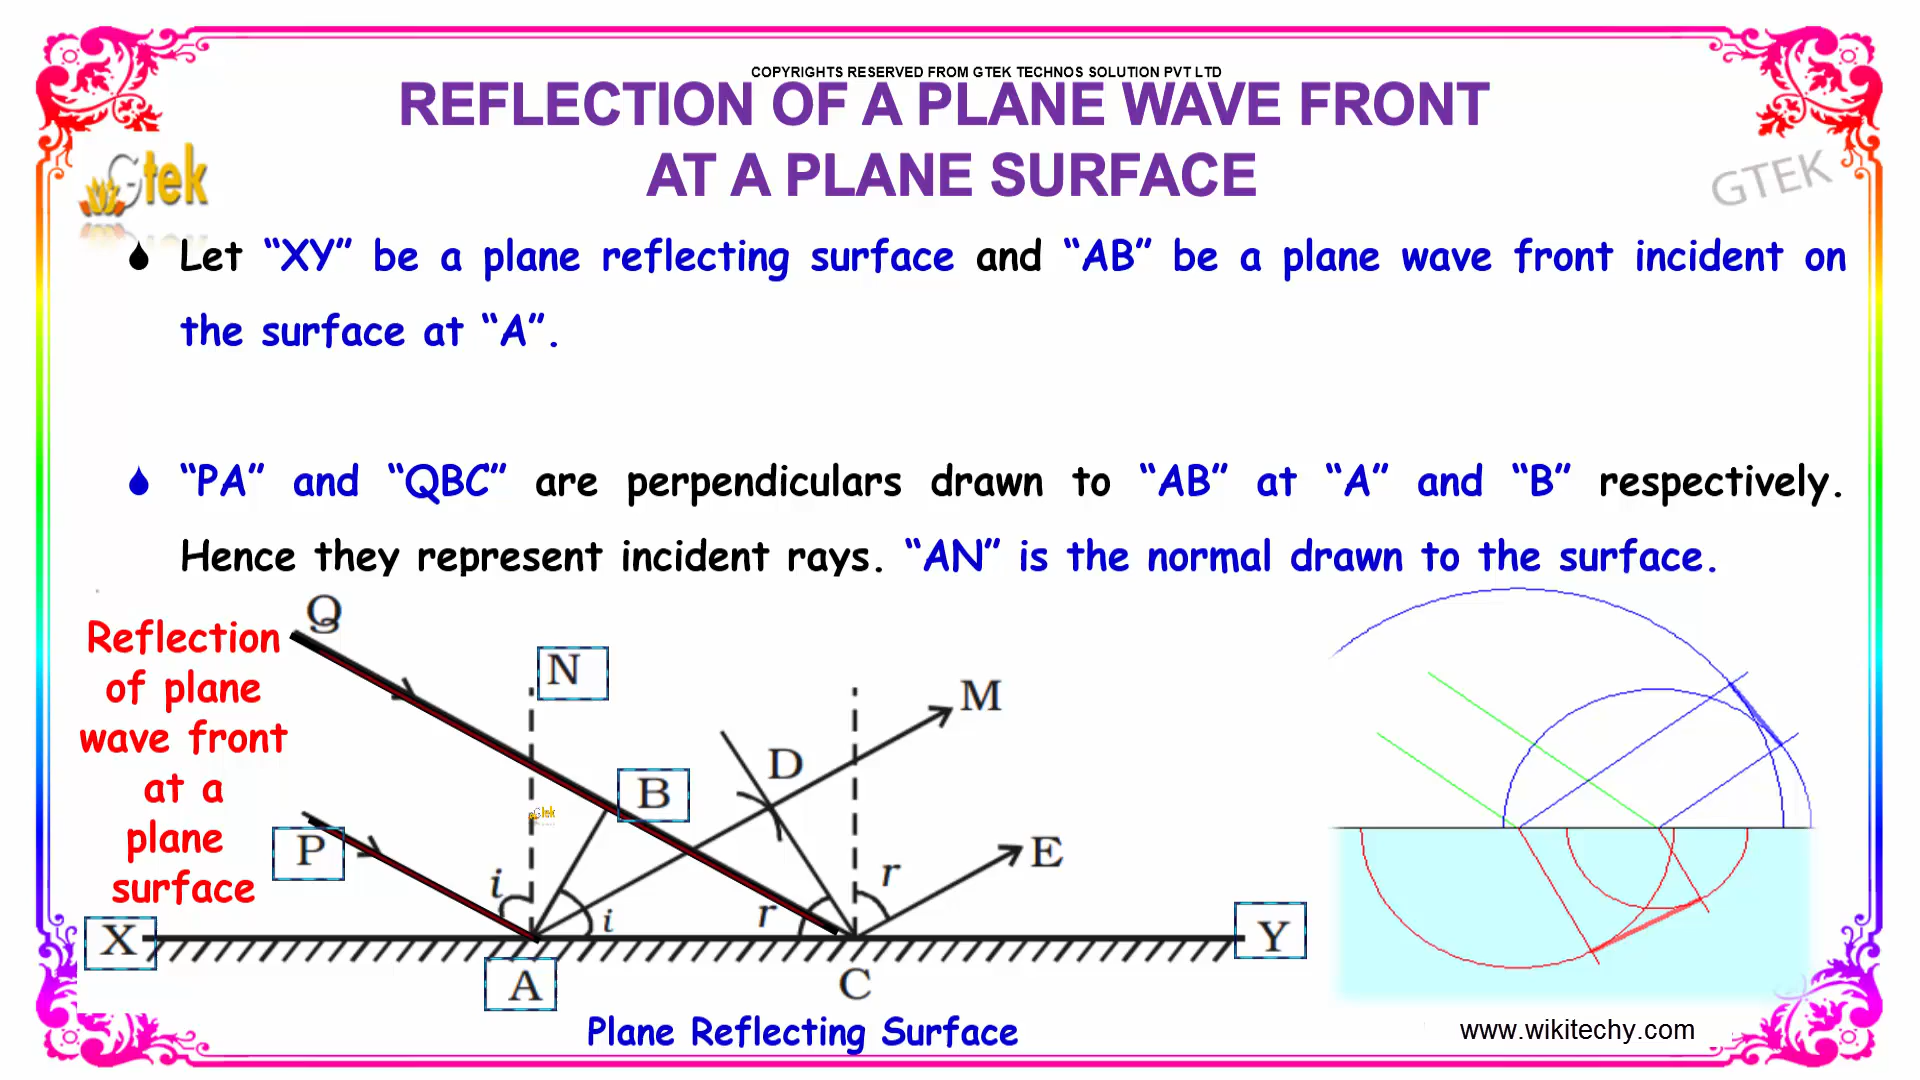 COPYRIGHTS RESERVED FROM GTEK TECHNOS SOLUTION PVT LTD
REFLECTION OF A PLANE WAVE FRONT
AT A PLANE SURFACE
Gtek
GTEK
Let “XY” be a plane reflecting surface and “AB” be a plane wave front incident on
the surface at “A”.
“PA” and “QBC” are perpendiculars drawn to “AB” at “A” and “B” respectively.
Hence they represent incident rays. “AN” is the normal drawn to the surface.
Reflection
of plane
wave front
at a
plane
surface
Q
N
M
D
B
Gtek
P
E
i
r
i
r
X
Y
A
C
Plane Reflecting Surface
www.wikitechy.com